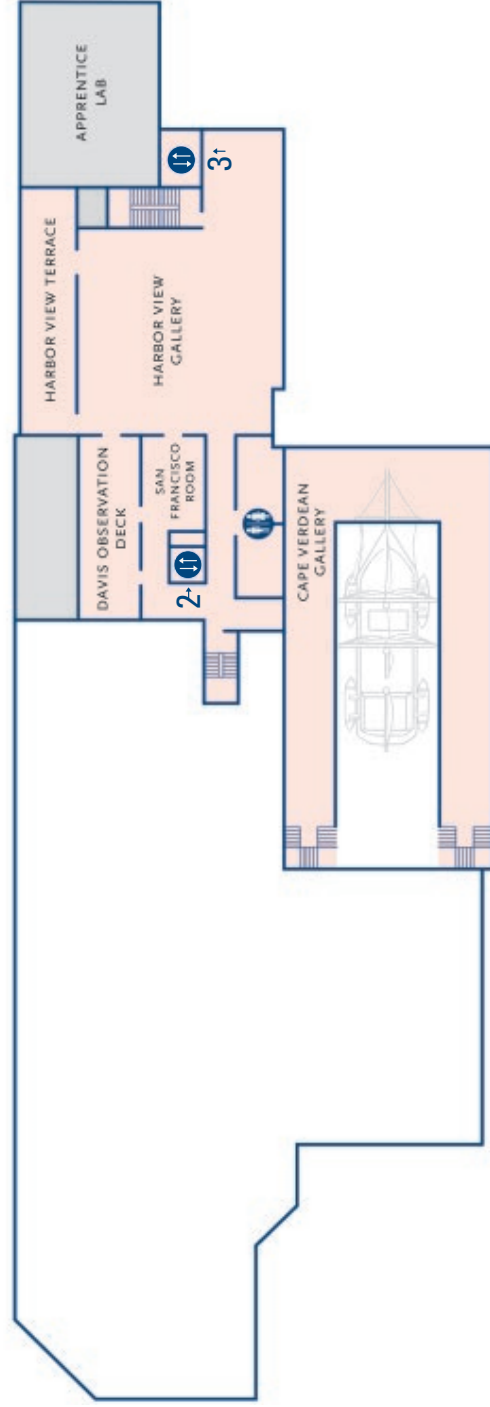 APPRENTICE
LAB
HARBOR VIEW TERRACE
3↑
HARBOR VIEW
GALLERY
DAVIS OBSERVATION
DECK
SAN
FRANCISCO
ROOM
2→
CAPE VERDEAN
GALLERY